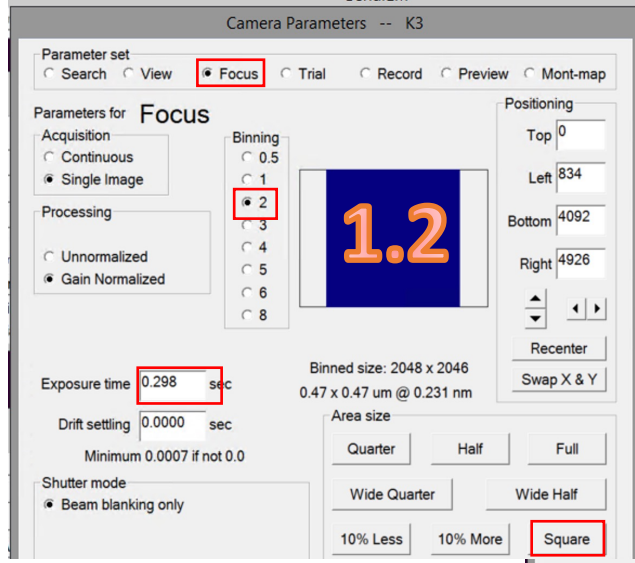 Camera Parameters -- K3
Parameter set
Search View Focus Trial Record Preview Mont-map
Parameters for Focus
Acquisition
Continuous
Single Image
Processing
Unnormalized
Gain Normalized
Binning
0.5
1
2
3
4
5
6
8
1.2
Positioning
Top 0
Left 834
Bottom 4092
Right 4926
Recenter
Swap X & Y
Binned size: 2048 x 2046
0.47 x 0.47 um @ 0.231 nm
Exposure time 0.298 sec
Drift settling 0.0000 sec
Minimum 0.0007 if not 0.0
Shutter mode
Beam blanking only
Area size
Quarter Half Full
Wide Quarter Wide Half
10% Less 10% More Square